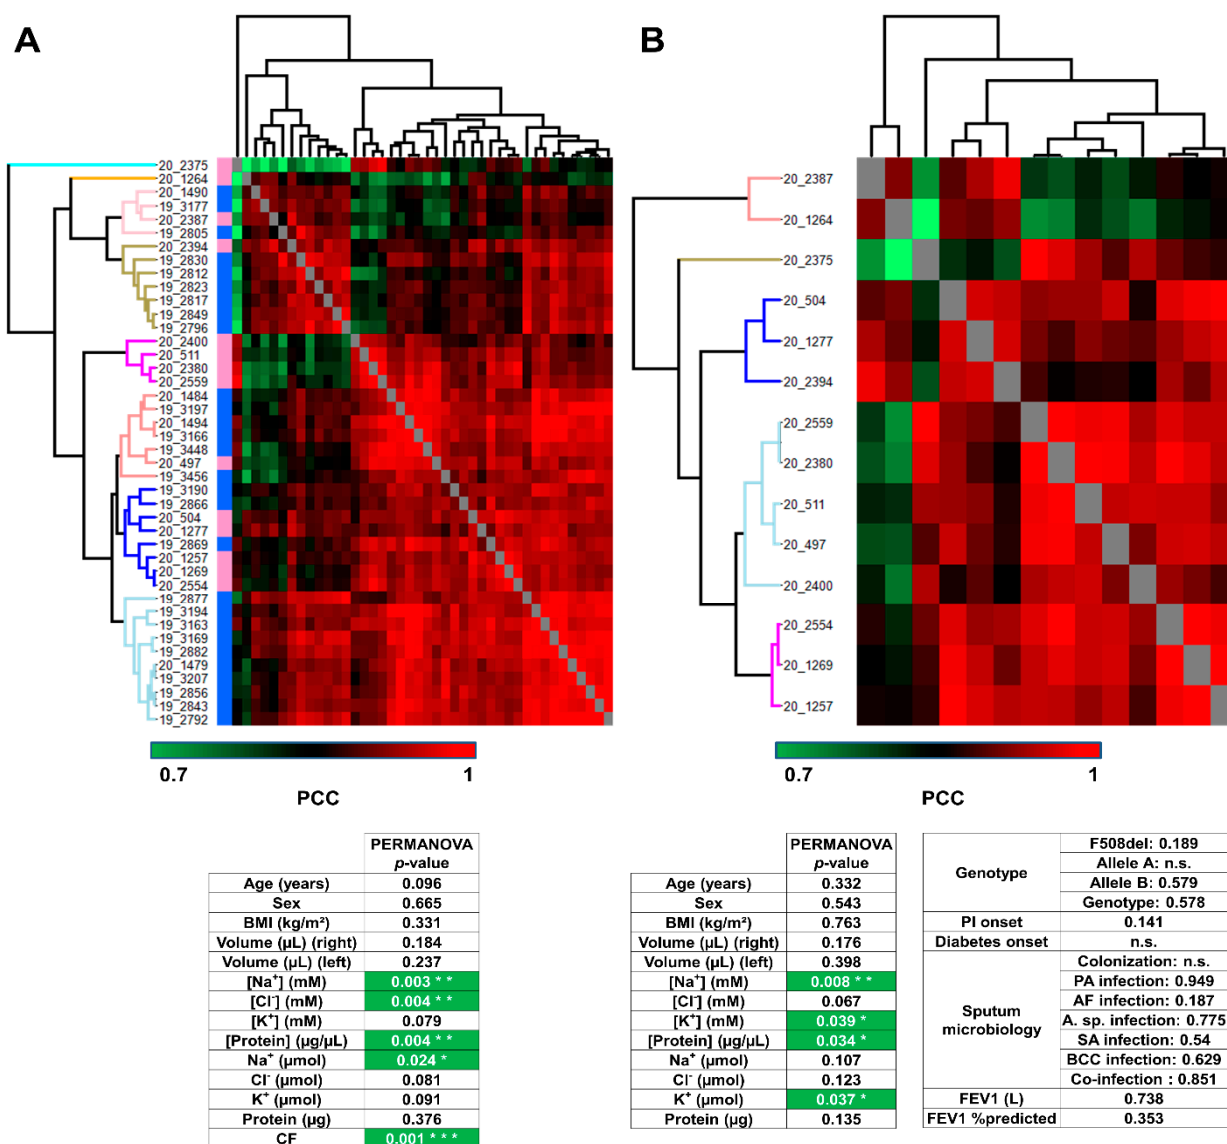 A
B
20_2375
20_1264
20_1490
19_3177
20_2387
19_2805
20_2394
19_2830
19_2812
19_2823
19_2817
19_2849
19_2796
20_2400
20_511
20_2380
20_2559
20_1484
19_3197
20_1494
19_3166
19_3448
20_497
19_3456
19_3190
19_2866
20_504
20_1277
19_2869
20_1257
20_1269
20_2554
19_2877
19_3194
19_3163
19_3169
19_2882
20_1479
19_3207
19_2856
19_2843
19_2792
0.7 1
PCC
20_2387
20_1264
20_2375
20_504
20_1277
20_2394
20_2559
20_2380
20_511
20_497
20_2400
20_2554
20_1269
20_1257
0.7 1
PCC
PERMANOVA
p-value
Age (years) 0.096
Sex 0.665
BMI (kg/m²) 0.331
Volume (µL) (right) 0.184
Volume (µL) (left) 0.237
[Na⁺] (mM) 0.003 * *
[Cl⁻] (mM) 0.004 * *
[K⁺] (mM) 0.079
[Protein] (µg/µL) 0.004 * *
Na⁺ (µmol) 0.024 *
Cl⁻ (µmol) 0.081
K⁺ (µmol) 0.091
Protein (µg) 0.376
CF 0.001 * * *
PERMANOVA
p-value
Age (years) 0.332
Sex 0.543
BMI (kg/m²) 0.763
Volume (µL) (right) 0.176
Volume (µL) (left) 0.398
[Na⁺] (mM) 0.008 * *
[Cl⁻] (mM) 0.067
[K⁺] (mM) 0.039 *
[Protein] (µg/µL) 0.034 *
Na⁺ (µmol) 0.107
Cl⁻ (µmol) 0.123
K⁺ (µmol) 0.037 *
Protein (µg) 0.135
Genotype
F508del: 0.189
Allele A: n.s.
Allele B: 0.579
Genotype: 0.578
PI onset 0.141
Diabetes onset n.s.
Sputum
microbiology
Colonization: n.s.
PA infection: 0.949
AF infection: 0.187
A. sp. infection: 0.775
SA infection: 0.54
BCC infection: 0.629
Co-infection : 0.851
FEV1 (L) 0.738
FEV1 %predicted 0.353